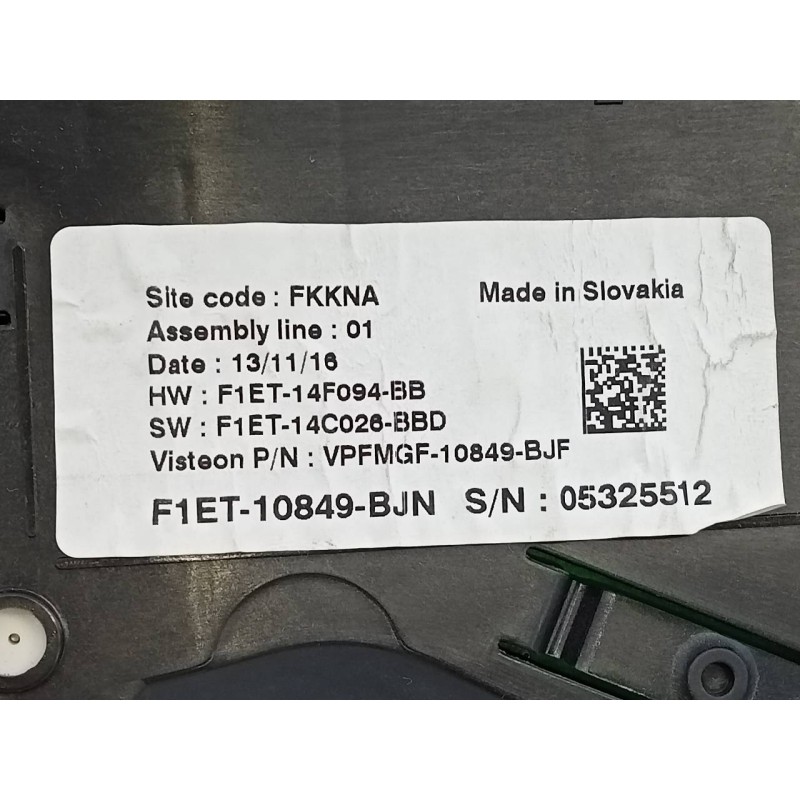 Site code : FKKNA
Made in Slovakia
Assembly line : 01
Date : 13/11/16
HW : F1ET-14F094-BB
SW : F1ET-14C026-BBD
Visteon P/N : VPFMGF-10849-BJF
F1ET-10849-BJN S/N : 05325512